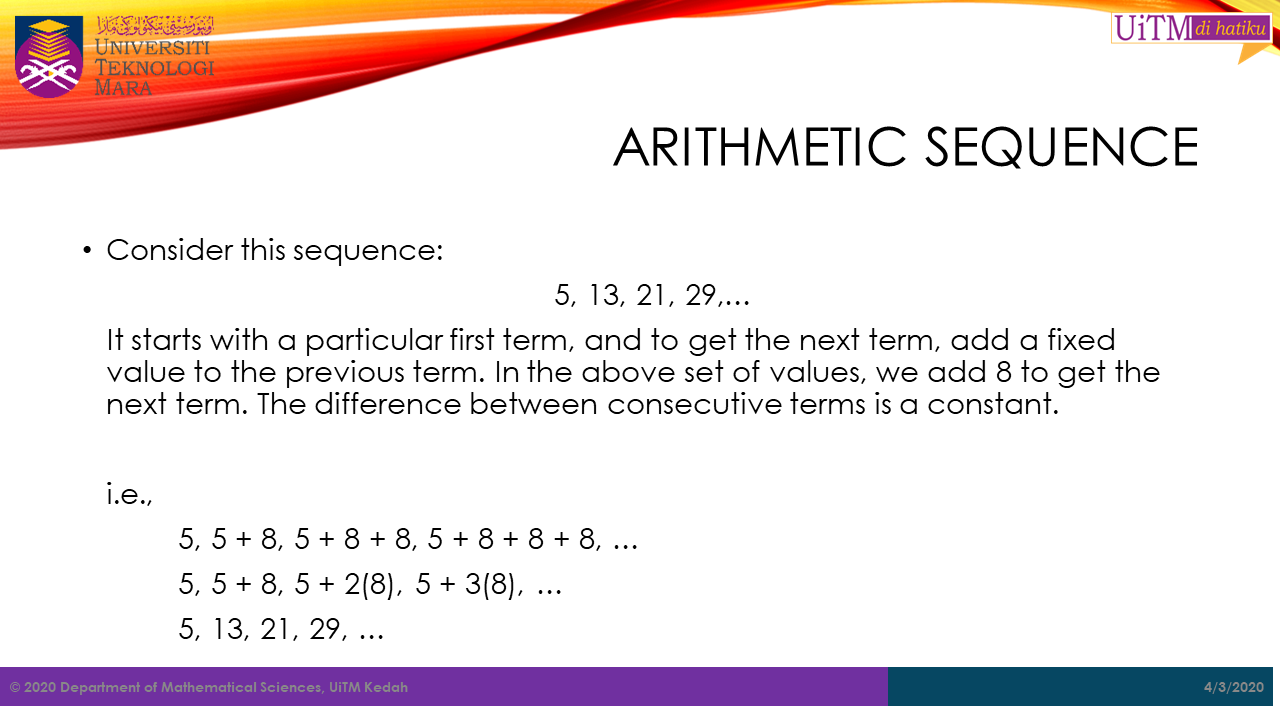 اونيۏرسيتي تيكنولوڬي مارا
UNIVERSITI
TEKNOLOGI
MARA
UiTM di hatiku
ARITHMETIC SEQUENCE
• Consider this sequence:
5, 13, 21, 29,…
It starts with a particular first term, and to get the next term, add a fixed
value to the previous term. In the above set of values, we add 8 to get the
next term. The difference between consecutive terms is a constant.
i.e.,
5, 5 + 8, 5 + 8 + 8, 5 + 8 + 8 + 8, …
5, 5 + 8, 5 + 2(8), 5 + 3(8), …
5, 13, 21, 29, …
© 2020 Department of Mathematical Sciences, UiTM Kedah
4/3/2020